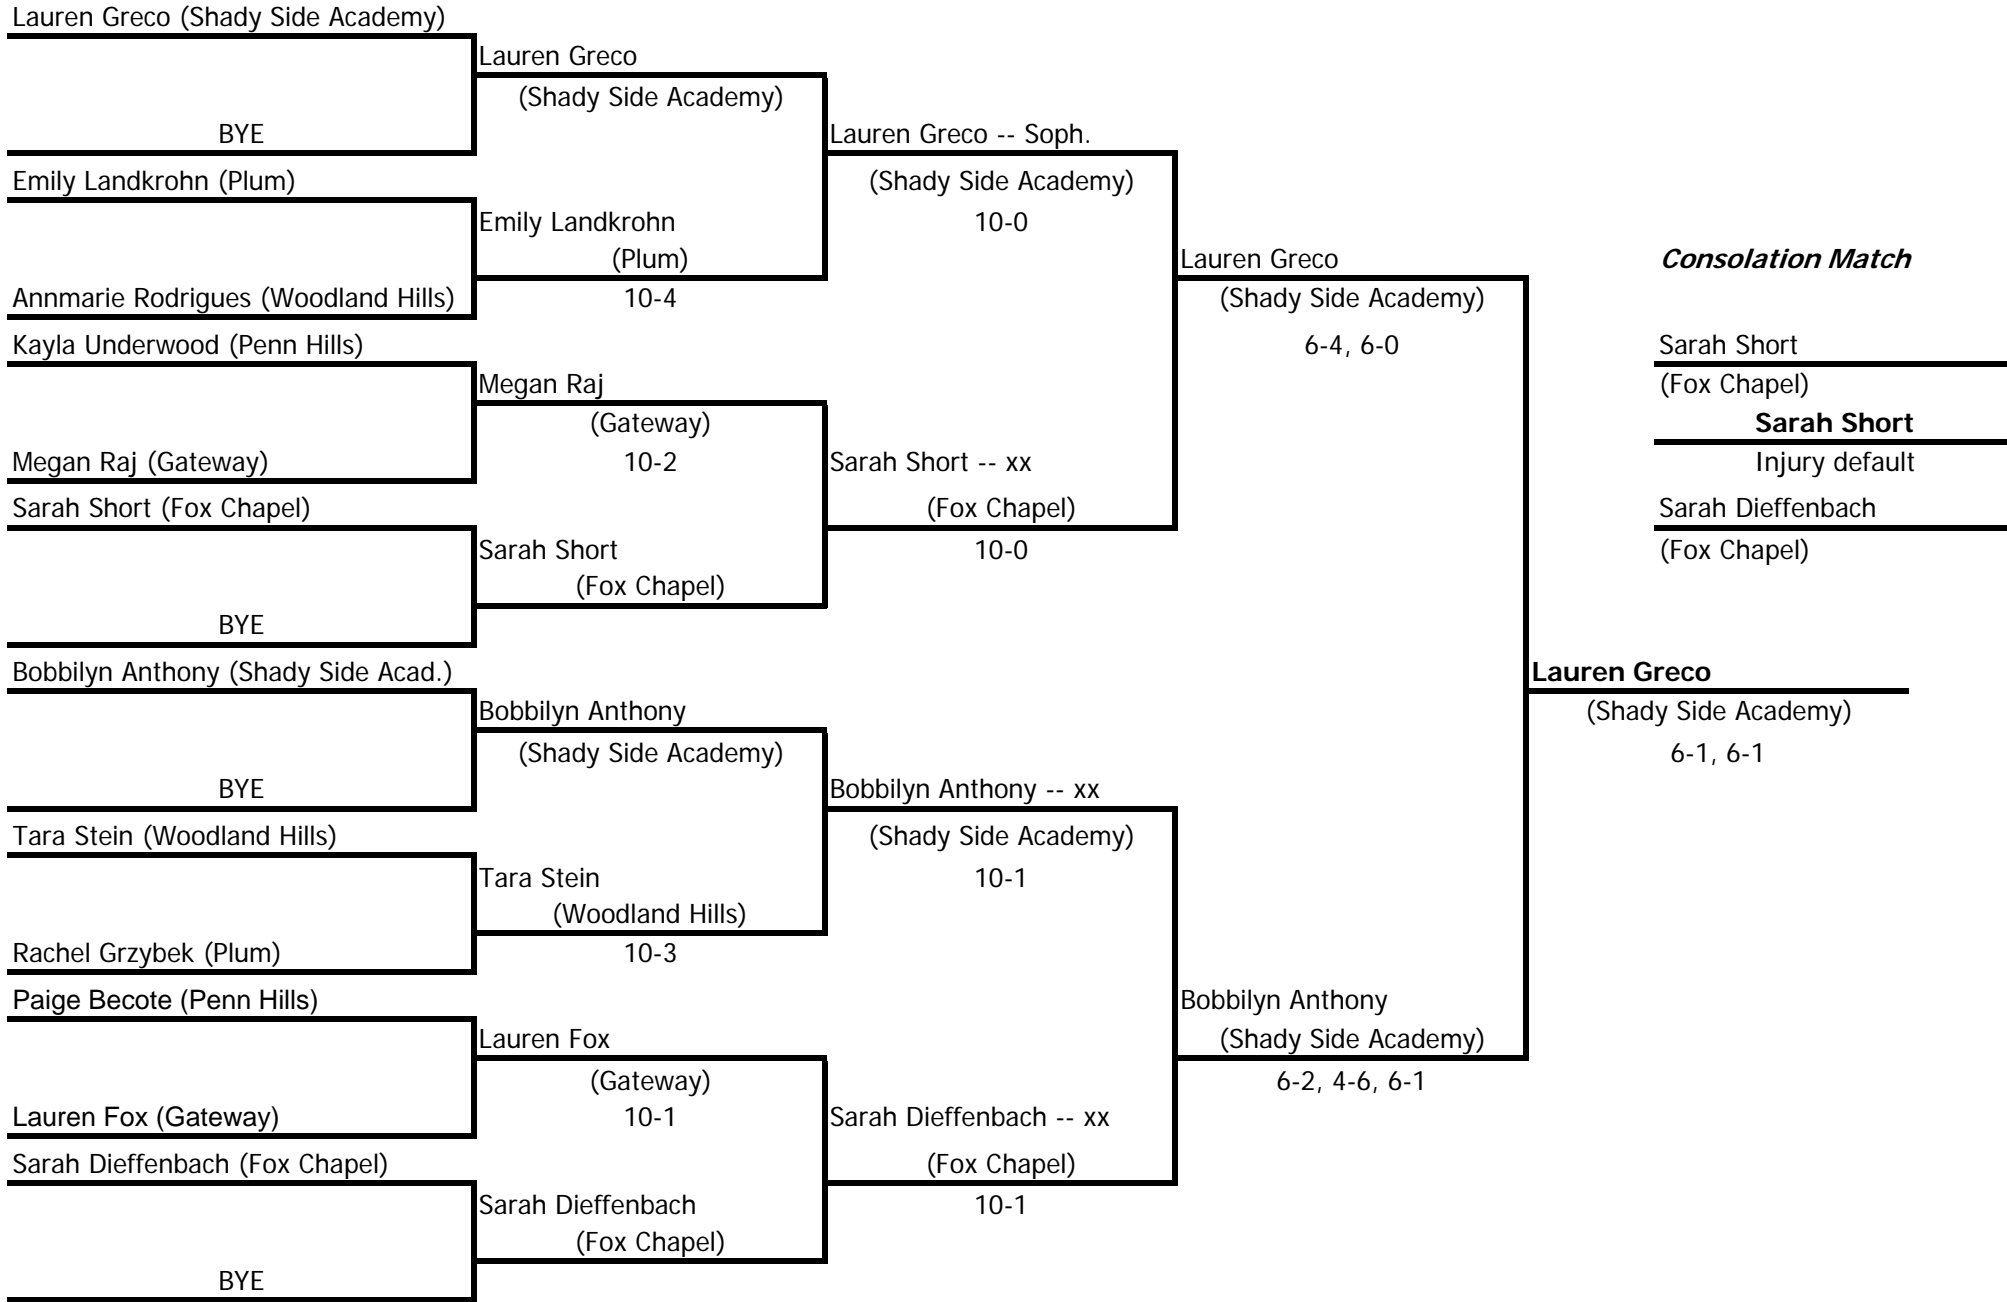 Lauren Greco (Shady Side Academy)
BYE
Emily Landkrohn (Plum)
Annmarie Rodrigues (Woodland Hills)
Kayla Underwood (Penn Hills)
Megan Raj (Gateway)
Sarah Short (Fox Chapel)
BYE
Bobbilyn Anthony (Shady Side Acad.)
BYE
Tara Stein (Woodland Hills)
Rachel Grzybek (Plum)
Paige Becote (Penn Hills)
Lauren Fox (Gateway)
Sarah Dieffenbach (Fox Chapel)
BYE
Lauren Greco
(Shady Side Academy)
Emily Landkrohn
(Plum)
10-4
Megan Raj
(Gateway)
10-2
Sarah Short
(Fox Chapel)
Bobbilyn Anthony
(Shady Side Academy)
Tara Stein
(Woodland Hills)
10-3
Lauren Fox
(Gateway)
10-1
Sarah Dieffenbach
(Fox Chapel)
Lauren Greco -- Soph.
(Shady Side Academy)
10-0
Sarah Short -- xx
(Fox Chapel)
10-0
Bobbilyn Anthony -- xx
(Shady Side Academy)
10-1
Sarah Dieffenbach -- xx
(Fox Chapel)
10-1
Lauren Greco
(Shady Side Academy)
6-4, 6-0
Bobbilyn Anthony
(Shady Side Academy)
6-2, 4-6, 6-1
Lauren Greco
(Shady Side Academy)
6-1, 6-1
Consolation Match
Sarah Short
(Fox Chapel)
Sarah Short
Injury default
Sarah Dieffenbach
(Fox Chapel)